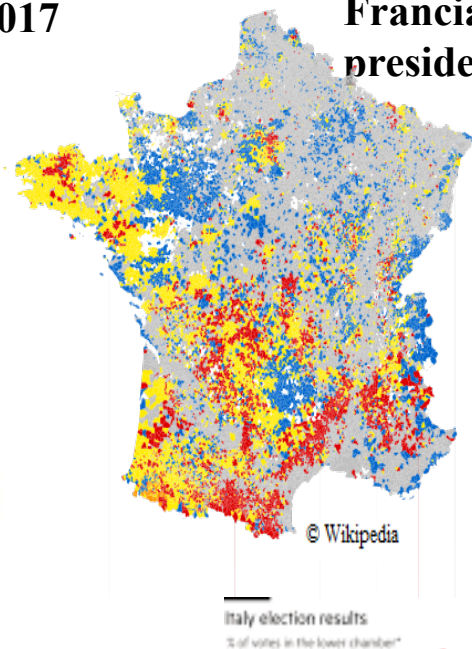 017
Francia
preside
© Wikipedia
Italy election results
% of votes in the lower chamber*